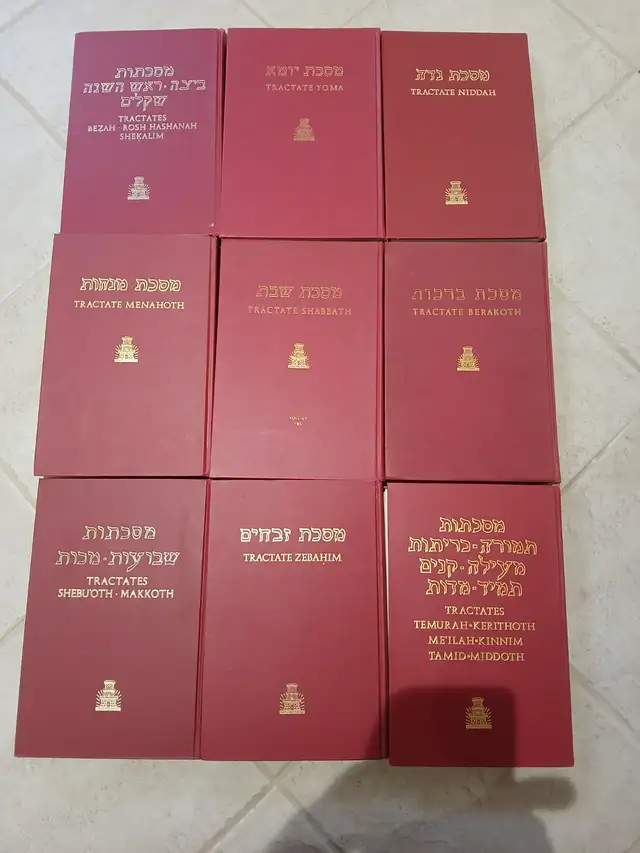 מסכתות
ביצה·ראש השנה
שקלים
TRACTATES
BEZAH·ROSH HASHANAH
SHEKALIM
מסכת יומא
TRACTATE YOMA
מסכת נדה
TRACTATE NIDDAH
מסכת מנחות
TRACTATE MENAHOTH
מסכת שבת
TRACTATE SHABBATH
מסכת ברכות
TRACTATE BERAKOTH
מסכתות
שבועות·מכות
TRACTATES
SHEBU'OTH·MAKKOTH
מסכת זבחים
TRACTATE ZEBAHIM
מסכתות
תמורה·כריתות
מעילה·קנים
תמיד·מדות
TRACTATES
TEMURAH·KERITHOTH
ME'ILAH·KINNIM
TAMID·MIDDOTH